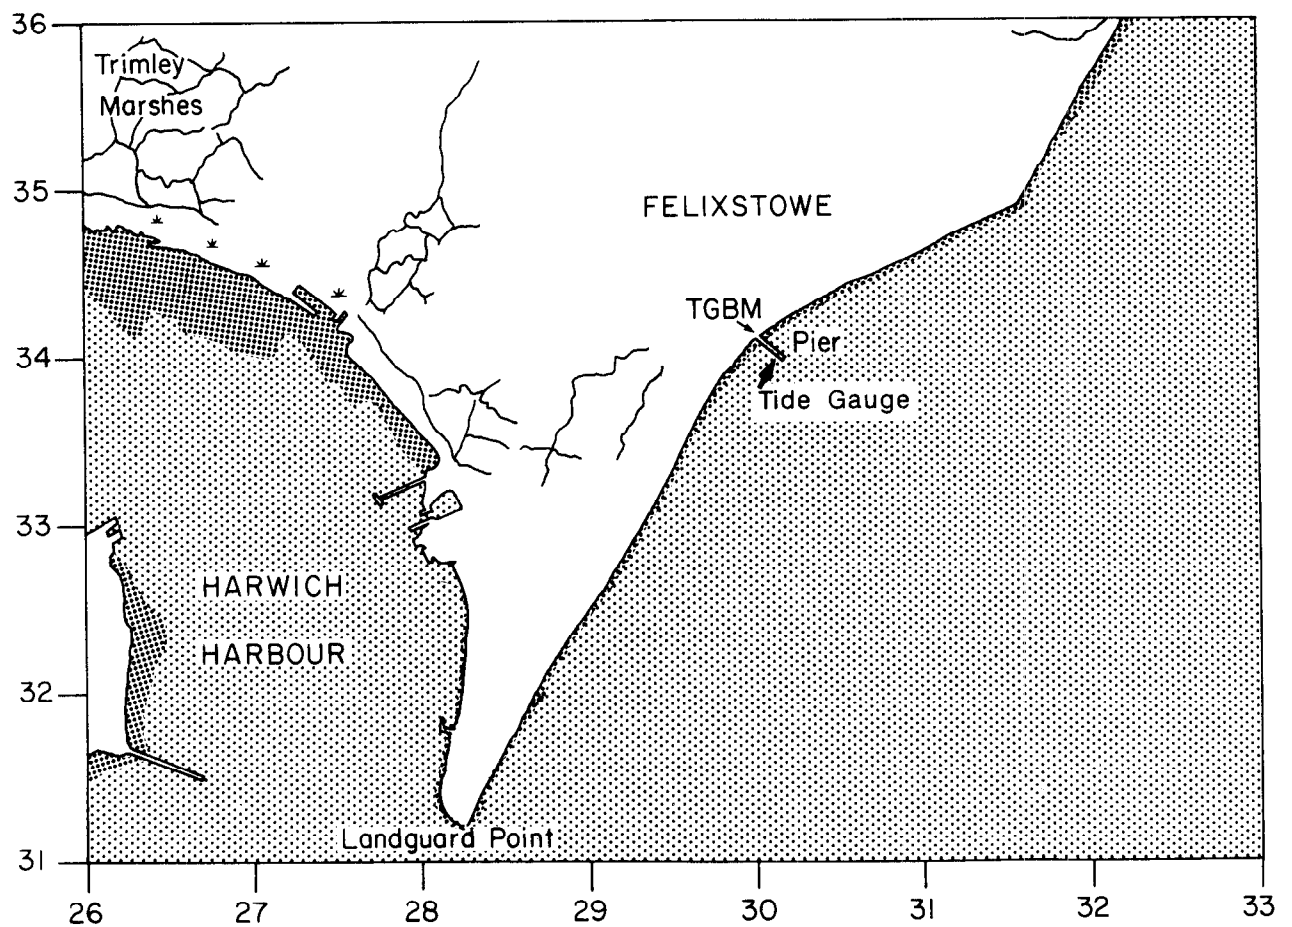 36
Trimley
Marshes
35
FELIXSTOWE
TGBM
Pier
34
Tide Gauge
33
HARWICH
HARBOUR
32
Landguard Point
31
26 27 28 29 30 31 32 33